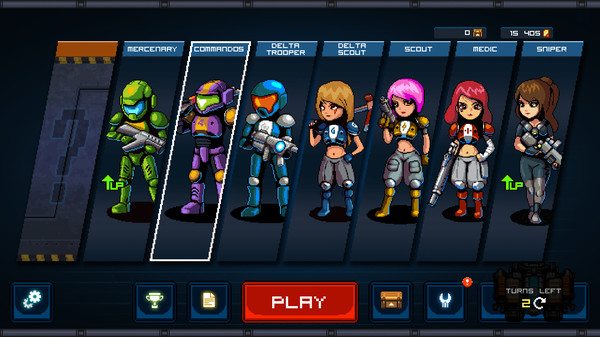 0
15 405
MERCENARY
COMMANDOS
DELTA
TROOPER
DELTA
SCOUT
SCOUT
MEDIC
SNIPER
UP
UP
PLAY
TURNS LEFT
2